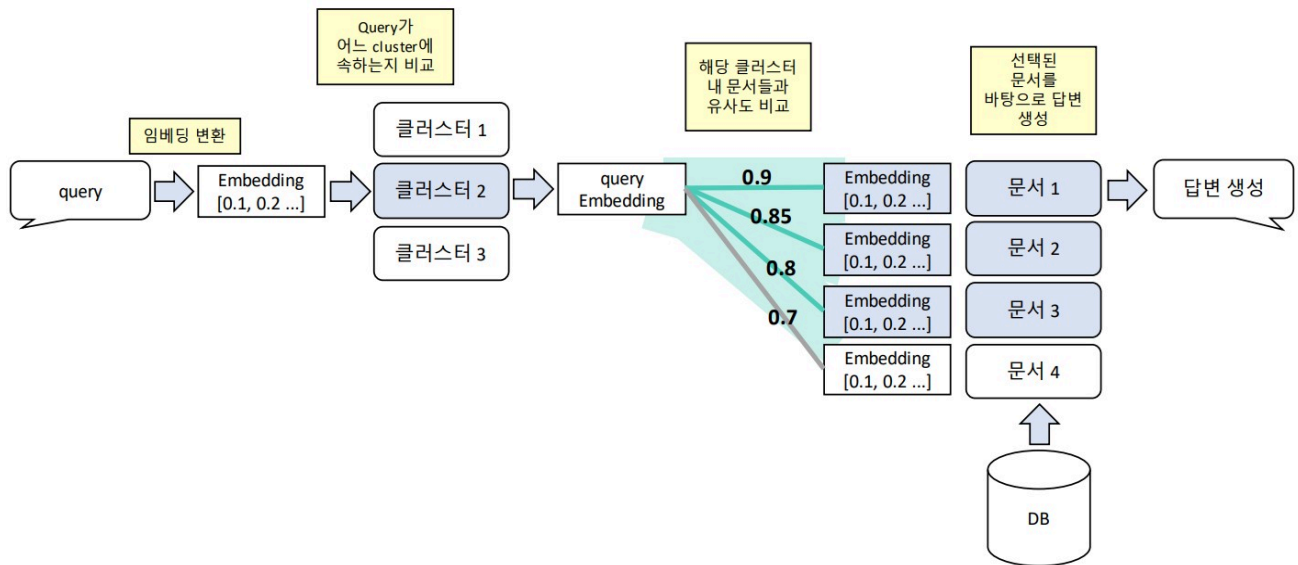 Query가
어느 cluster에
속하는지 비교
해당 클러스터
내 문서들과
유사도 비교
선택된
문서를
바탕으로 답변
생성
임베딩 변환
query
Embedding
[0.1, 0.2 ...]
클러스터 1
클러스터 2
클러스터 3
query
Embedding
0.9
0.85
0.8
0.7
Embedding
[0.1, 0.2 ...]
문서 1
Embedding
[0.1, 0.2 ...]
문서 2
Embedding
[0.1, 0.2 ...]
문서 3
Embedding
[0.1, 0.2 ...]
문서 4
답변 생성
DB